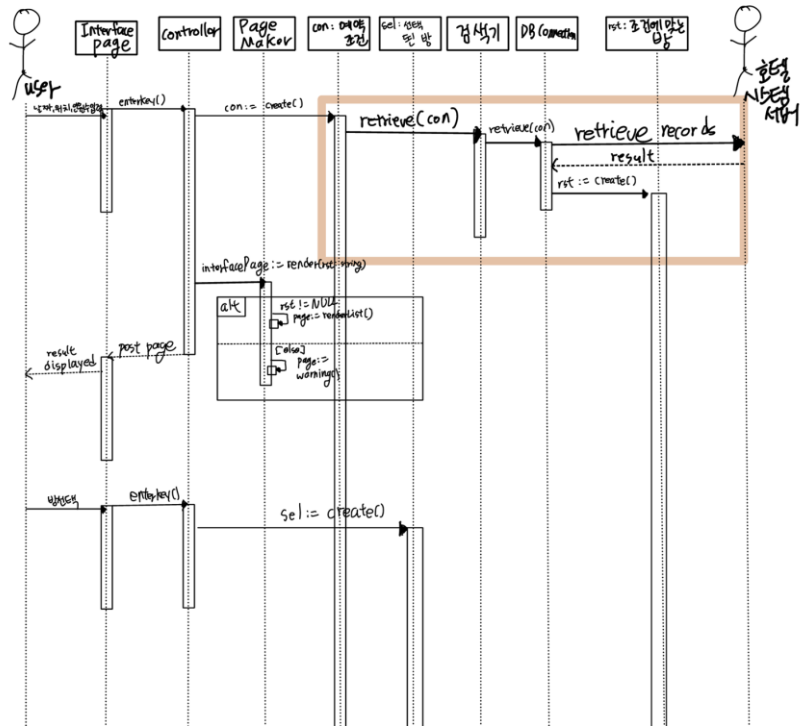 Interface
page
Controller
Page
Maker
con: 예약
조건
sel: 선택
된 방
검색기
DB Connection
rst: 조건에 맞는
방
user
호텔
시스템
서버
enterkey()
con:= create()
retrieve(con)
retrieve(con)
retrieve records
result
rst := create()
interfacePage:= render(rst:string)
alt
rst != NULL
page:= renderList()
[else]
page:=
warning()
post page
result
displayed
방선택
enterkey()
sel:= create()